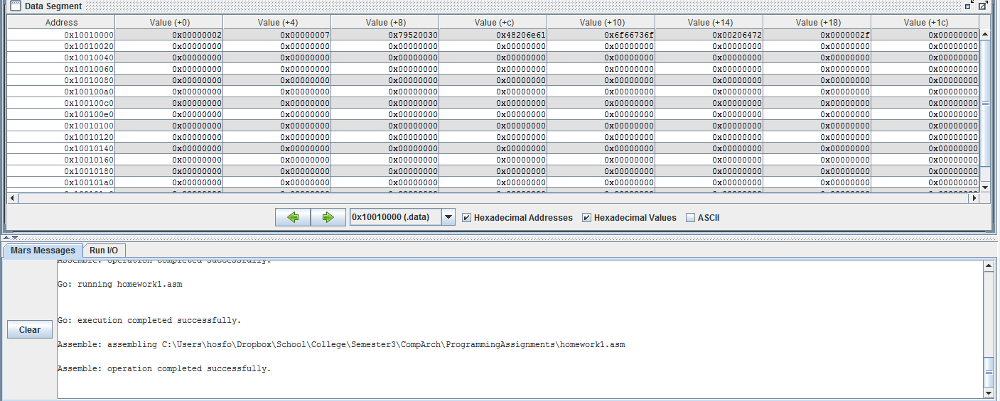 Data Segment
Address Value (+0) Value (+4) Value (+8) Value (+c) Value (+10) Value (+14) Value (+18) Value (+1c)
0x10010000 0x00000002 0x00000007 0x79520030 0x48206e61 0x6f66736f 0x00206472 0x0000002f 0x00000000
0x10010020 0x00000000 0x00000000 0x00000000 0x00000000 0x00000000 0x00000000 0x00000000 0x00000000
0x10010040 0x00000000 0x00000000 0x00000000 0x00000000 0x00000000 0x00000000 0x00000000 0x00000000
0x10010060 0x00000000 0x00000000 0x00000000 0x00000000 0x00000000 0x00000000 0x00000000 0x00000000
0x10010080 0x00000000 0x00000000 0x00000000 0x00000000 0x00000000 0x00000000 0x00000000 0x00000000
0x100100a0 0x00000000 0x00000000 0x00000000 0x00000000 0x00000000 0x00000000 0x00000000 0x00000000
0x100100c0 0x00000000 0x00000000 0x00000000 0x00000000 0x00000000 0x00000000 0x00000000 0x00000000
0x100100e0 0x00000000 0x00000000 0x00000000 0x00000000 0x00000000 0x00000000 0x00000000 0x00000000
0x10010100 0x00000000 0x00000000 0x00000000 0x00000000 0x00000000 0x00000000 0x00000000 0x00000000
0x10010120 0x00000000 0x00000000 0x00000000 0x00000000 0x00000000 0x00000000 0x00000000 0x00000000
0x10010140 0x00000000 0x00000000 0x00000000 0x00000000 0x00000000 0x00000000 0x00000000 0x00000000
0x10010160 0x00000000 0x00000000 0x00000000 0x00000000 0x00000000 0x00000000 0x00000000 0x00000000
0x10010180 0x00000000 0x00000000 0x00000000 0x00000000 0x00000000 0x00000000 0x00000000 0x00000000
0x100101a0 0x00000000 0x00000000 0x00000000 0x00000000 0x00000000 0x00000000 0x00000000 0x00000000
0x10010000 (.data) Hexadecimal Addresses Hexadecimal Values ASCII
Mars Messages Run I/O
Assemble: operation completed successfully.
Go: running homework1.asm
Go: execution completed successfully.
Clear
Assemble: assembling C:\Users\hosfo\Dropbox\School\College\Semester3\CompArch\ProgrammingAssignments\homework1.asm
Assemble: operation completed successfully.